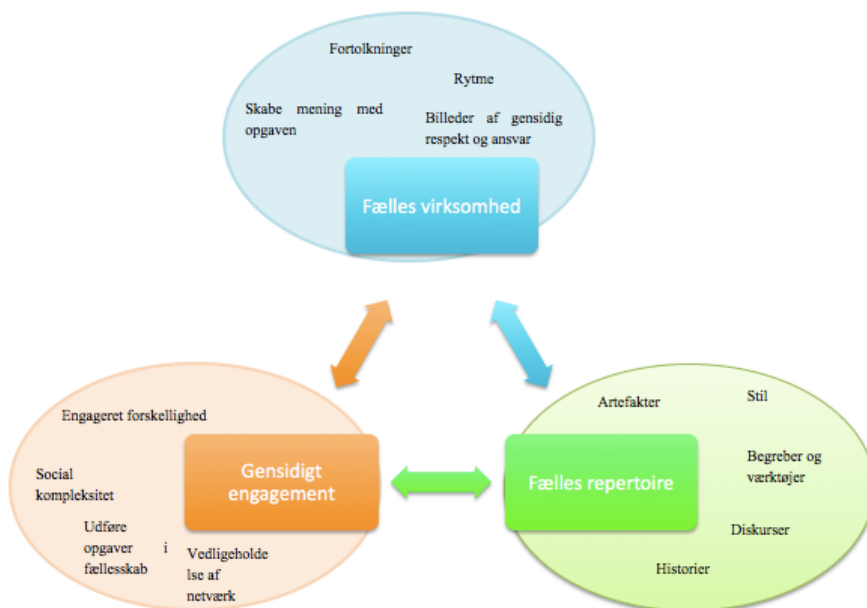 Fortolkninger
Rytme
Skabe mening med
opgaven
Billeder af gensidig
respekt og ansvar
Fælles virksomhed
Engageret forskellighed
Social
kompleksitet
Udføre
opgaver i
fællesskab
Vedligeholde
lse af
netværk
Gensidigt
engagement
Artefakter
Stil
Fælles repertoire
Begreber og
værktøjer
Diskurser
Historier